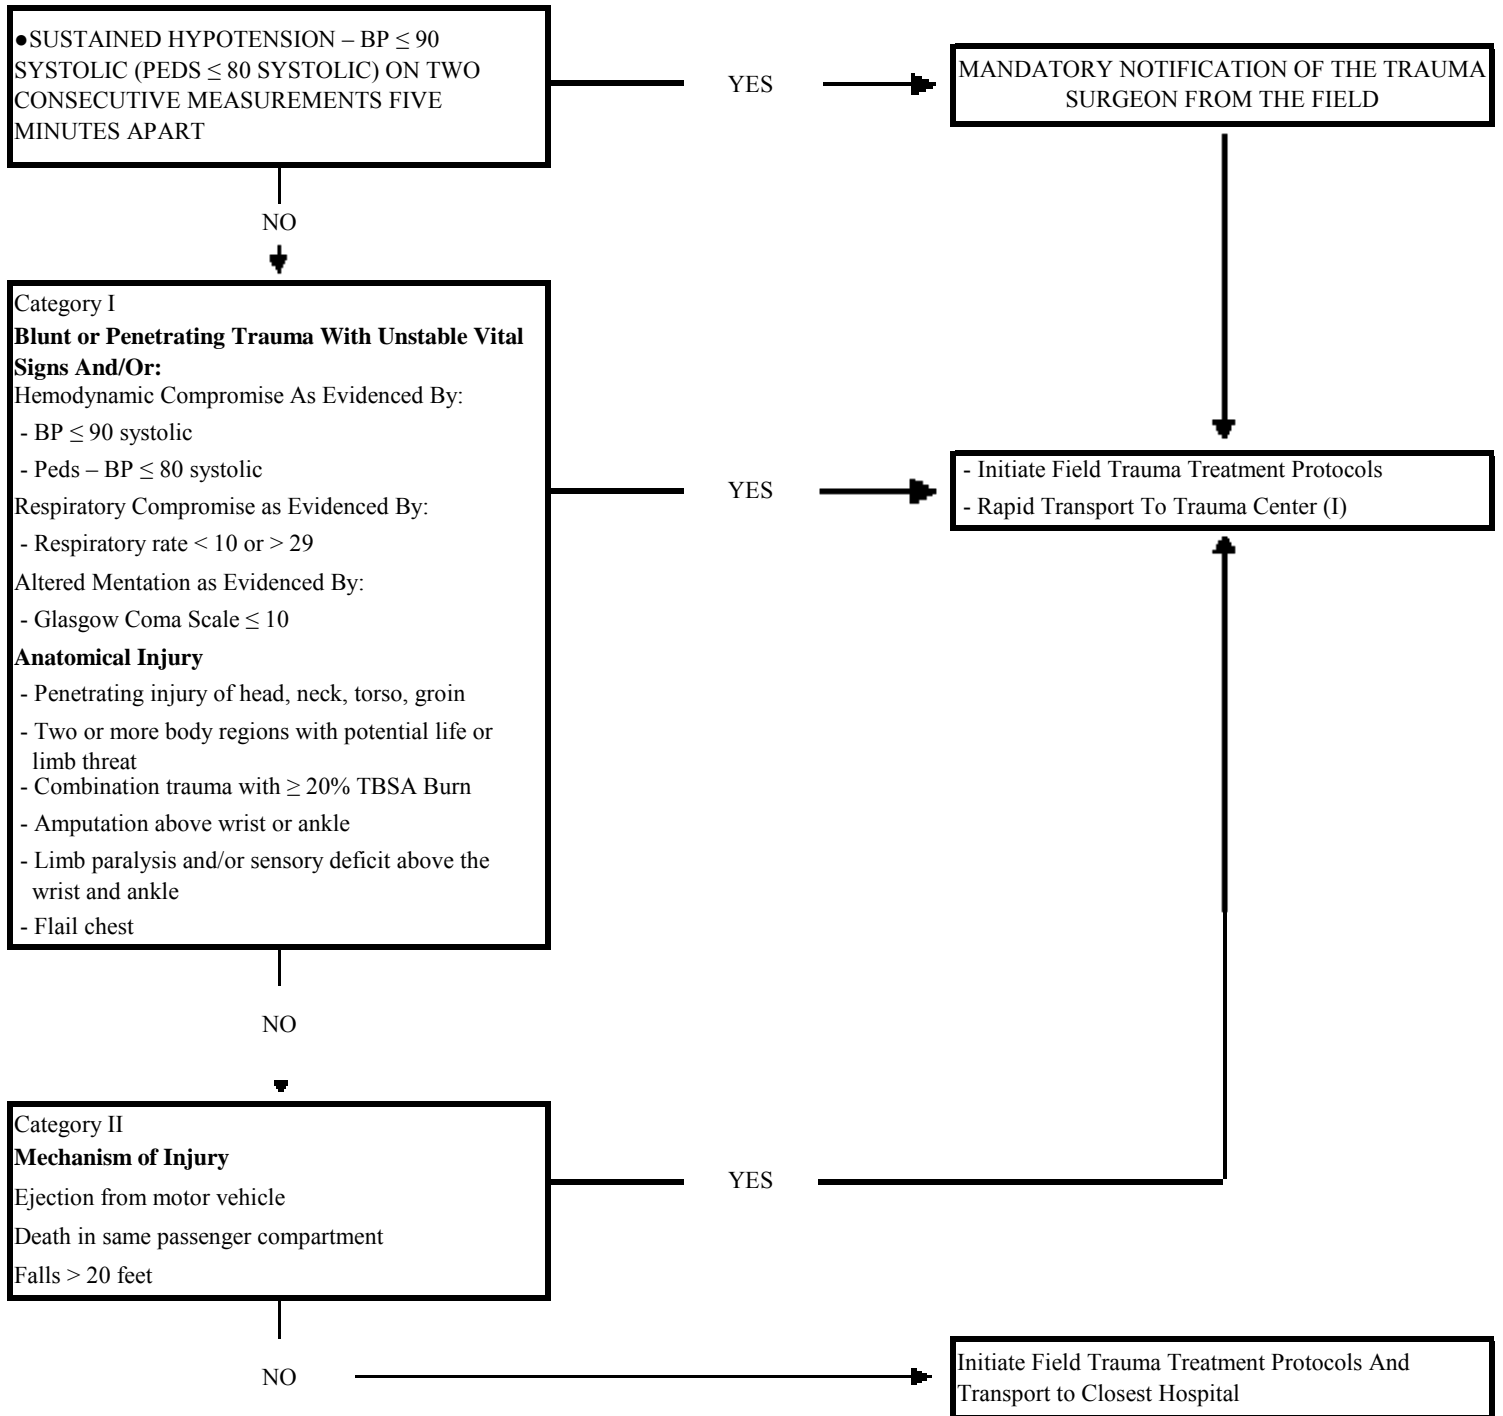 ●SUSTAINED HYPOTENSION – BP ≤ 90
SYSTOLIC (PEDS ≤ 80 SYSTOLIC) ON TWO
CONSECUTIVE MEASUREMENTS FIVE
MINUTES APART
YES
MANDATORY NOTIFICATION OF THE TRAUMA
SURGEON FROM THE FIELD
NO
Category I
Blunt or Penetrating Trauma With Unstable Vital
Signs And/Or:
Hemodynamic Compromise As Evidenced By:
- BP ≤ 90 systolic
- Peds – BP ≤ 80 systolic
Respiratory Compromise as Evidenced By:
- Respiratory rate < 10 or > 29
Altered Mentation as Evidenced By:
- Glasgow Coma Scale ≤ 10
Anatomical Injury
- Penetrating injury of head, neck, torso, groin
- Two or more body regions with potential life or
limb threat
- Combination trauma with ≥ 20% TBSA Burn
- Amputation above wrist or ankle
- Limb paralysis and/or sensory deficit above the
wrist and ankle
- Flail chest
YES
- Initiate Field Trauma Treatment Protocols
- Rapid Transport To Trauma Center (I)
NO
Category II
Mechanism of Injury
Ejection from motor vehicle
Death in same passenger compartment
Falls > 20 feet
YES
NO
Initiate Field Trauma Treatment Protocols And
Transport to Closest Hospital